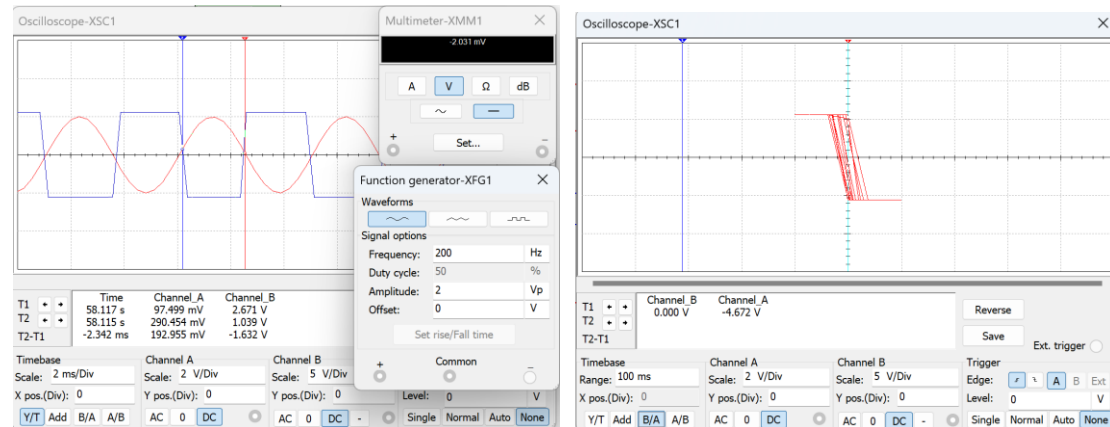 Oscilloscope-XSC1
Multimeter-XMM1
-2.031 mV
A V Ω dB
+ Set... −
Function generator-XFG1
Waveforms
Signal options
Frequency: 200 Hz
Duty cycle: 50 %
Amplitude: 2 Vp
Offset: 0 V
Set rise/Fall time
+ Common −
Time Channel_A Channel_B
T1 58.117 s 97.499 mV 2.671 V
T2 58.115 s 290.454 mV 1.039 V
T2-T1 -2.342 ms 192.955 mV -1.632 V
Timebase Channel A Channel B
Scale: 2 ms/Div Scale: 2 V/Div Scale: 5 V/Div
X pos.(Div): 0 Y pos.(Div): 0 Y pos.(Div): 0 Level: 0 V
Y/T Add B/A A/B AC 0 DC AC 0 DC - Single Normal Auto None
Oscilloscope-XSC1
Channel_B Channel_A
T1 0.000 V -4.672 V
T2
T2-T1
Reverse
Save
Ext. trigger
Timebase Channel A Channel B Trigger
Range: 100 ms Scale: 2 V/Div Scale: 5 V/Div Edge: A B Ext
X pos.(Div): 0 Y pos.(Div): 0 Y pos.(Div): 0 Level: 0 V
Y/T Add B/A A/B AC 0 DC AC 0 DC - Single Normal Auto None